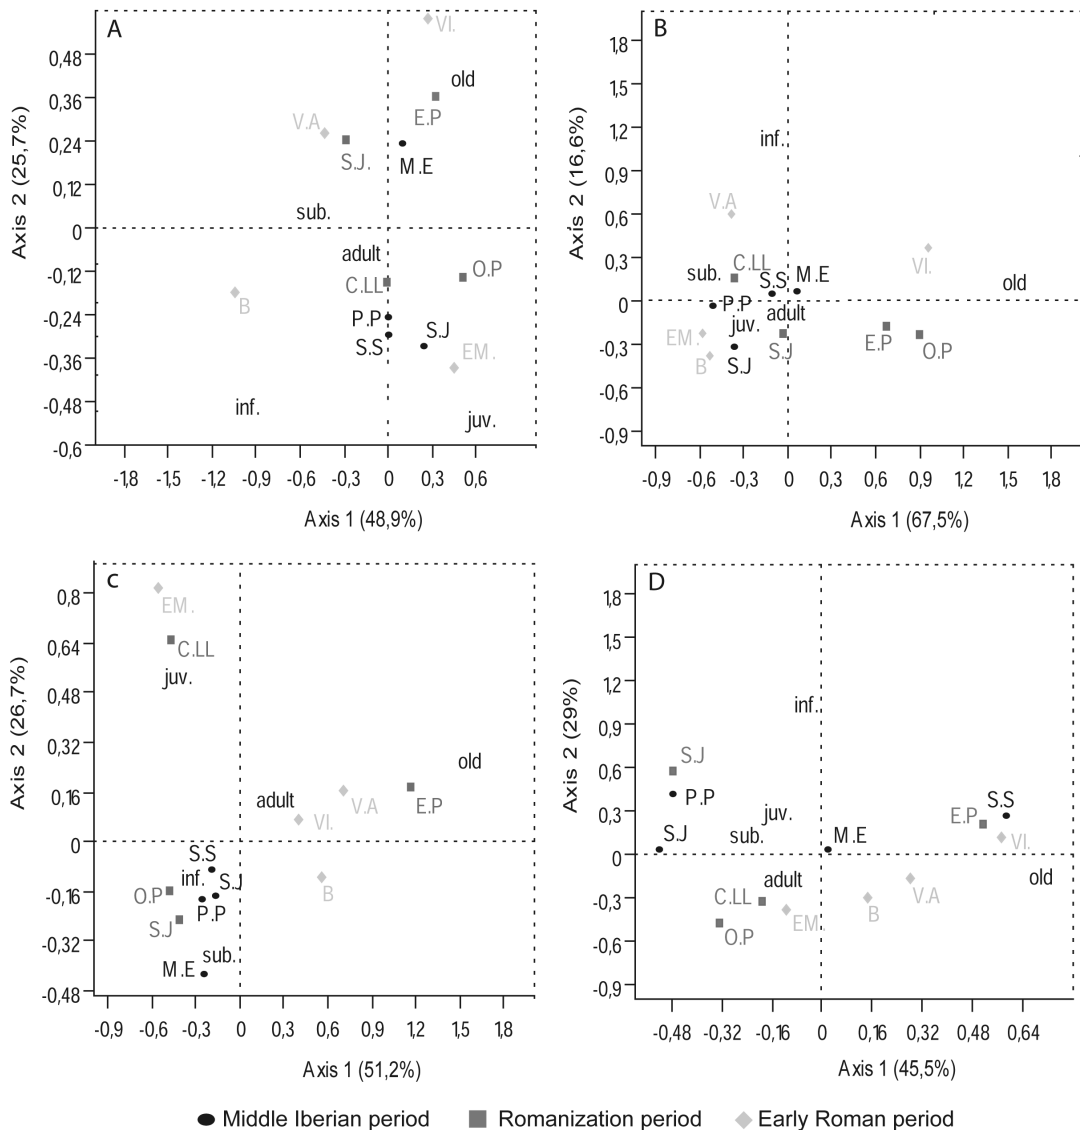 A
VI.
0,48
old
0,36
E.P
V.A
0,24
S.J.
M.E
0,12
sub.
0
adult
-0,12
C.LL
O.P
B
-0,24
P.P
S.J
S.S
-0,36
EM.
-0,48
inf.
juv.
-0,6
-1,8 -1,5 -1,2 -0,9 -0,6 -0,3 0 0,3 0,6
Axis 1 (48,9%)
Axis 2 (25,7%)
B
1,8
1,5
1,2
inf.
0,9
V.A
0,6
VI.
0,3
sub.
C.LL
S.S
M.E
old
0
P.P
juv.
adult
EM.
-0,3
B
S.J
S.J
E.P
O.P
-0,6
-0,9
-0,9 -0,6 -0,3 0 0,3 0,6 0,9 1,2 1,5 1,8
Axis 1 (67,5%)
Axis 2 (16,6%)
C
0,8
EM.
0,64
C.LL
juv.
0,48
0,32
old
0,16
adult
VI.
V.A
E.P
0
S.S
inf.
S.J
B
-0,16
O.P
P.P
S.J
-0,32
M.E
sub.
-0,48
-0,9 -0,6 -0,3 0 0,3 0,6 0,9 1,2 1,5 1,8
Axis 1 (51,2%)
Axis 2 (26,7%)
D
1,8
1,5
1,2
inf.
0,9
S.J
0,6
P.P
S.S
0,3
juv.
E.P
S.J
sub.
M.E
VI.
0
adult
old
C.LL
V.A
-0,3
B
O.P
EM.
-0,6
-0,9
-0,48 -0,32 0 0,16 0,32 0,48 0,64
Axis 1 (45,5%)
Axis 2 (29%)
Middle Iberian period Romanization period Early Roman period